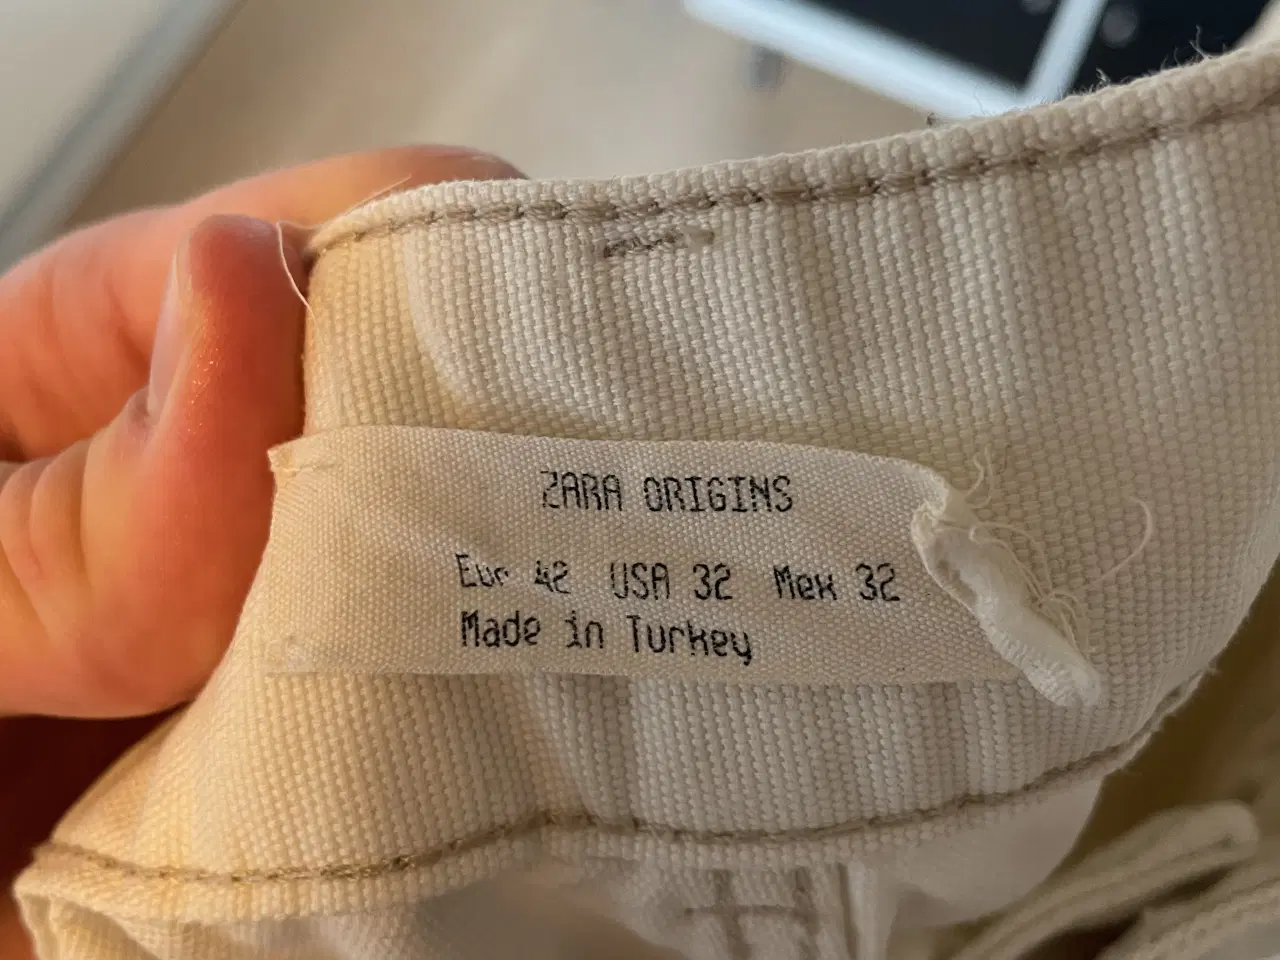 ZARA ORIGINS
Eur 42 USA 32 Mex 32
Made in Turkey